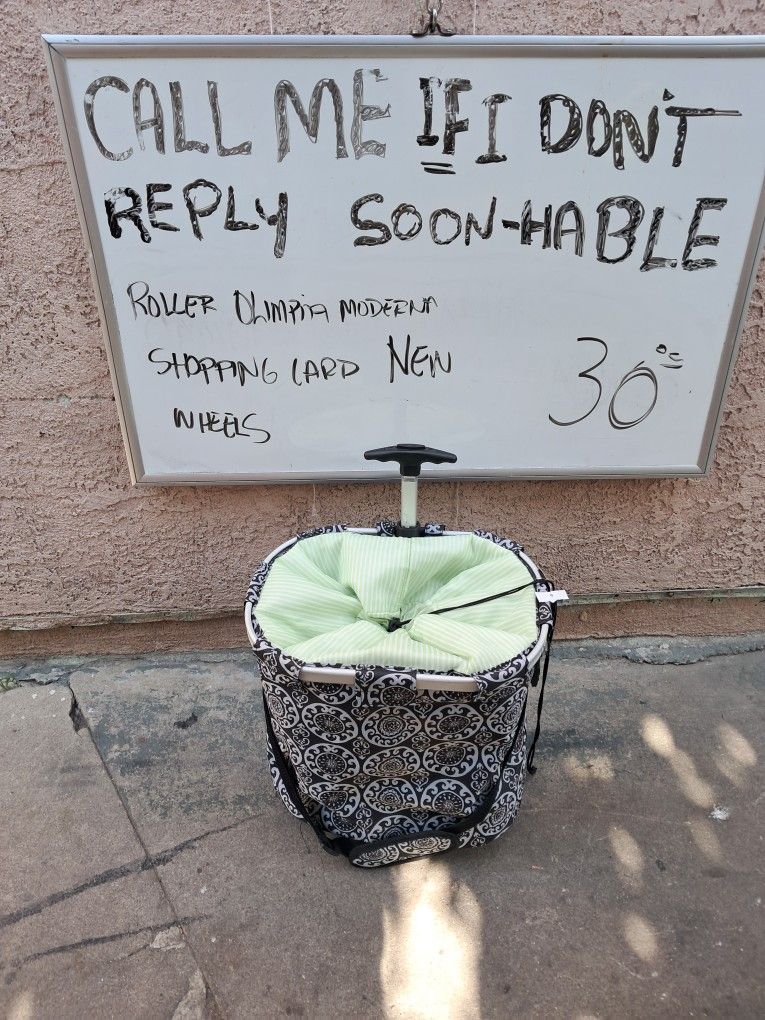 CALL ME IF I DON'T
REPLY SOON-HABLE
ROLLER OLIMPIA MODERNA
SHOPPING CARD NEW
WHEELS
30°=